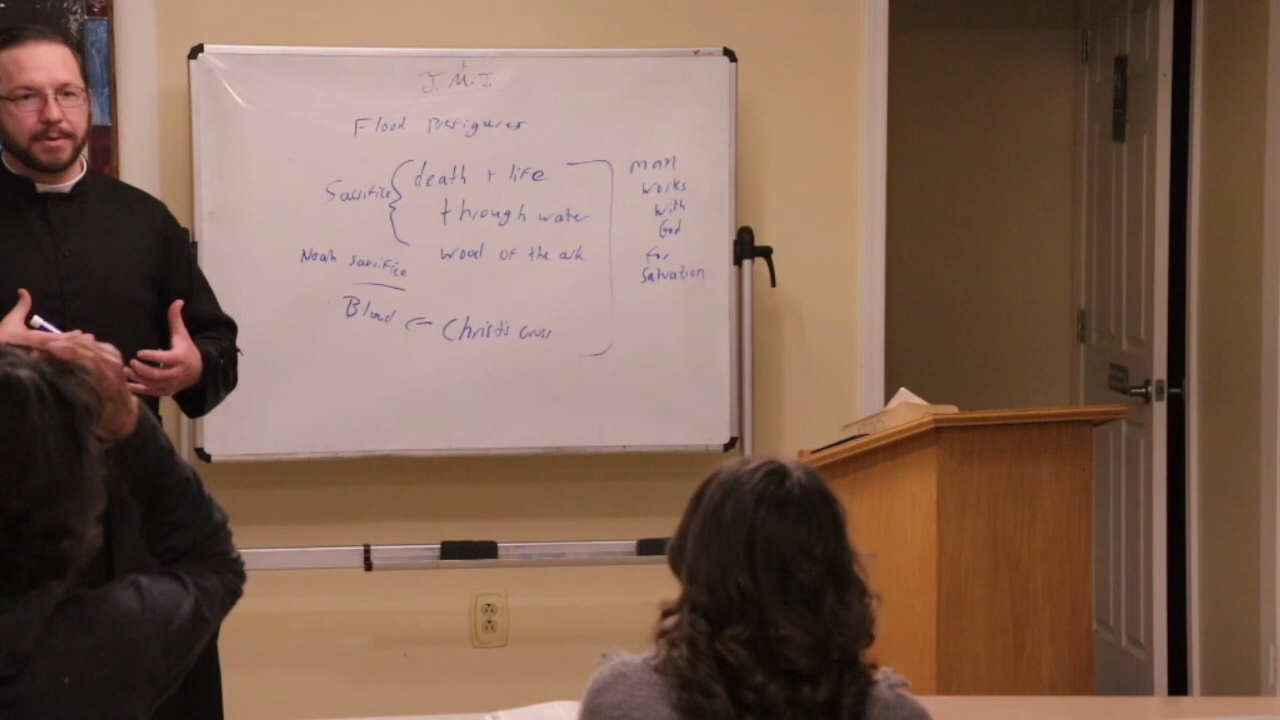 J. M. J.
Flood Prefigures
Sacrifice { death + life
through water
Noah sacrifice wood of the ark
Blood ← Christ's cross
man
works
with
God
for
Salvation